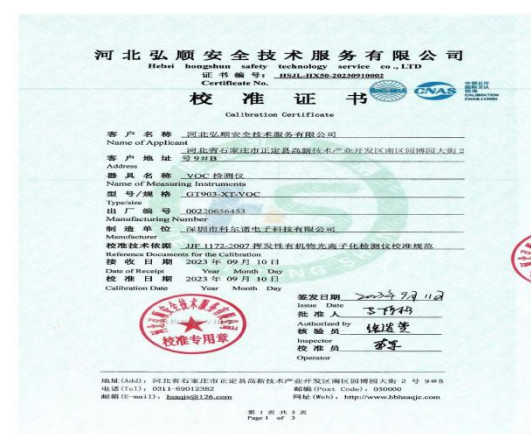 河北弘顺安全技术服务有限公司
Hebei hongshun safety technology service co.,LTD
证书编号: HSJL-HX50-20230910002
Certificate No.
校准证书
CNAS
Calibration Certificate
客户名称 河北弘顺安全技术服务有限公司
Name of Applicant
河北省石家庄市正定县高新技术产业开发区南区园博园大街2
客户地址 号9#B
Address
器具名称 VOC 检测仪
Name of Measuring Instruments
型号/规格 GT903-XT-VOC
Type/size
出厂编号 00220656453
Manufacturing Number
制造单位 深圳市科尔诺电子科技有限公司
Manufacturer
校准技术依据 JJF 1172-2007 挥发性有机物光离子化检测仪校准规范
Reference Documents for the Calibration
接收日期 2023 年 09 月 10 日
Date of Receipt Year Month Day
校准日期 2023 年 09 月 10 日
Calibration Date Year Month Day
签发日期 2023年9月11日
Issue Date
批准人
Authorized by
核验员
Inspector
校准员
Operator
校准专用章
地址(Add): 河北省石家庄市正定县高新技术产业开发区南区园博园大街 2 号 9#B
电话(Tel): 0311-69012382 邮编(Post Code): 050000
邮箱(E-mail): hsaqjs@126.com 网址(Web): http://www.hbhsaqjc.com
第 1 页 共 3 页
Page 1 of 3